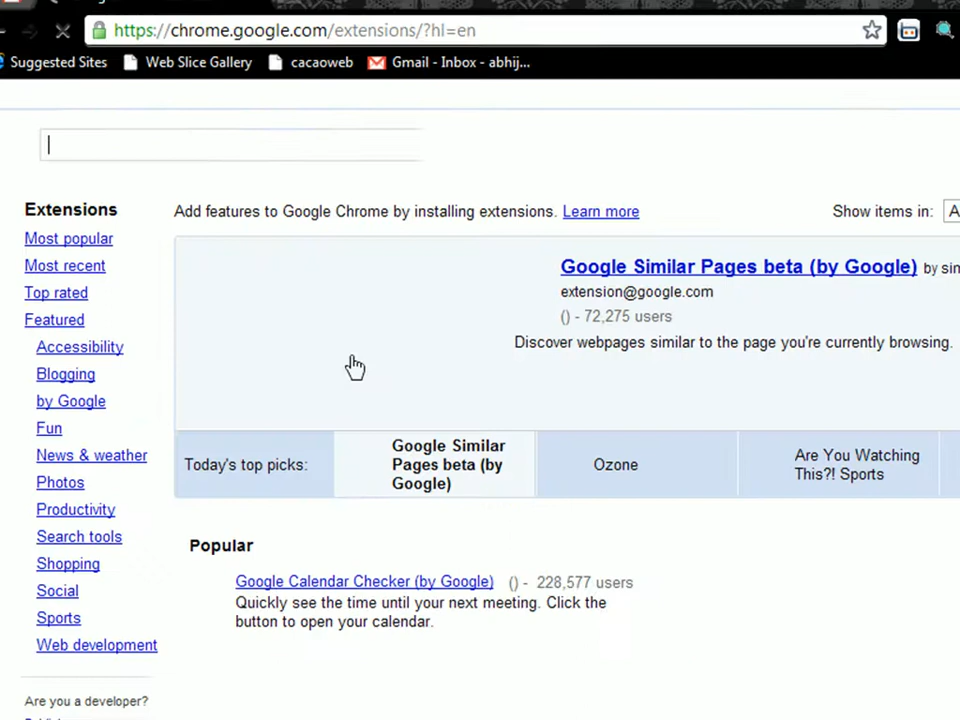 https://chrome.google.com/extensions/?hl=en
Suggested Sites Web Slice Gallery cacaoweb Gmail - Inbox - abhij...
Extensions
Most popular
Most recent
Top rated
Featured
Accessibility
Blogging
by Google
Fun
News & weather
Photos
Productivity
Search tools
Shopping
Social
Sports
Web development
Are you a developer?
Add features to Google Chrome by installing extensions. Learn more
Show items in: A
Google Similar Pages beta (by Google) by sim
extension@google.com
() - 72,275 users
Discover webpages similar to the page you're currently browsing.
Today's top picks:
Google Similar
Pages beta (by
Google)
Ozone
Are You Watching
This?! Sports
Popular
Google Calendar Checker (by Google) () - 228,577 users
Quickly see the time until your next meeting. Click the
button to open your calendar.